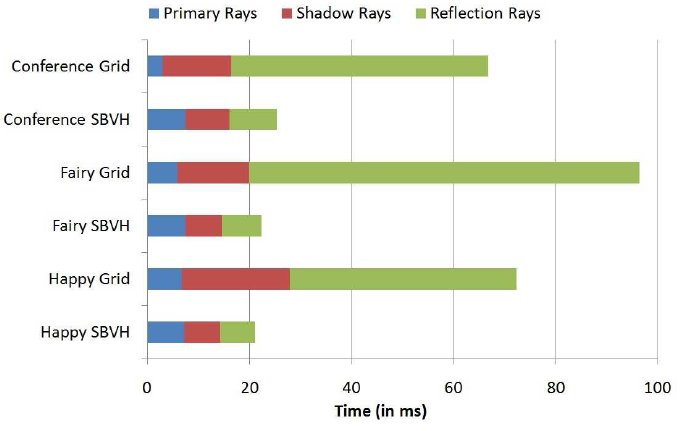 Primary Rays Shadow Rays Reflection Rays
Conference Grid
Conference SBVH
Fairy Grid
Fairy SBVH
Happy Grid
Happy SBVH
0 20 40 60 80 100
Time (in ms)